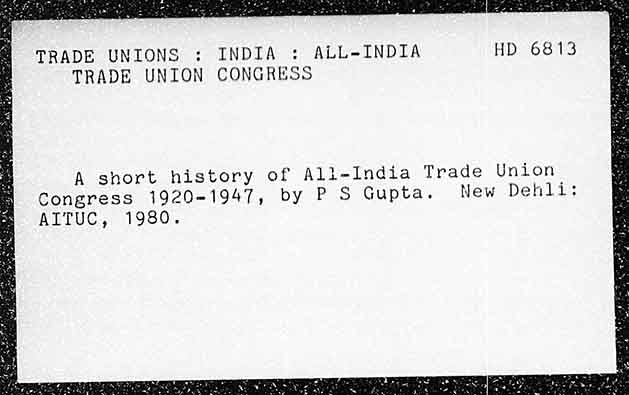 TRADE UNIONS : INDIA : ALL-INDIA HD 6813
TRADE UNION CONGRESS
A short history of All-India Trade Union
Congress 1920-1947, by P S Gupta. New Dehli:
AITUC, 1980.